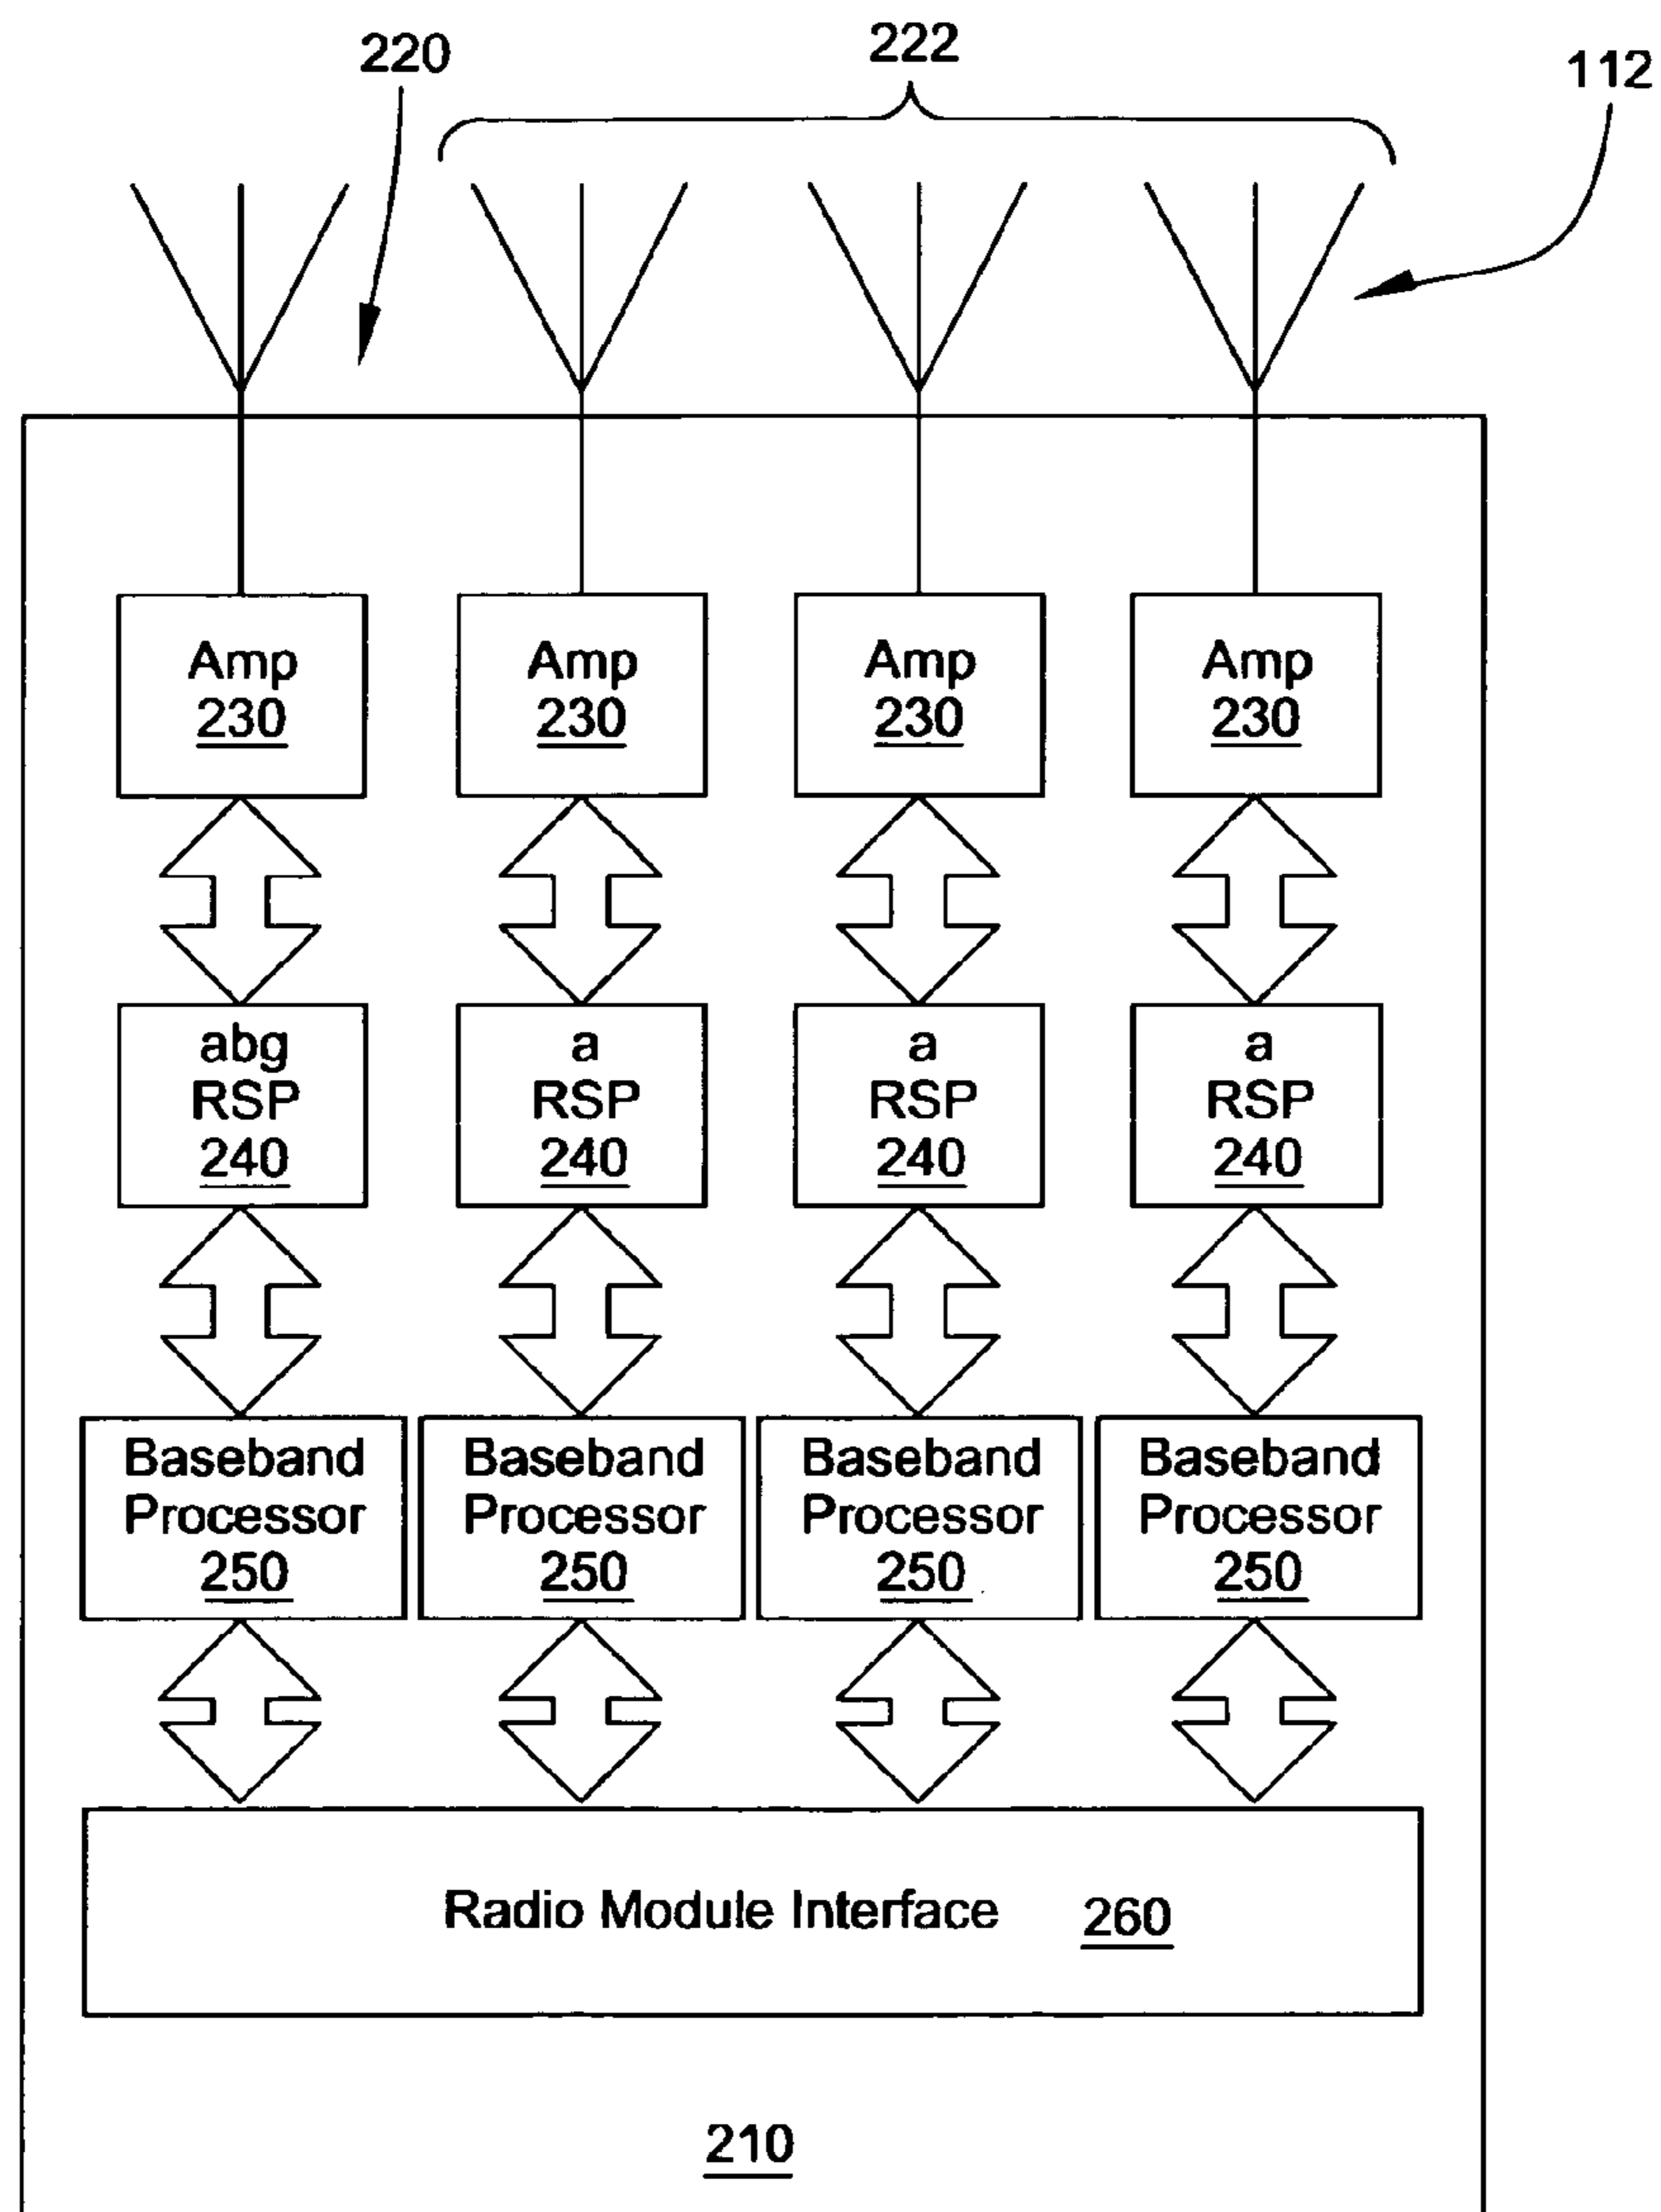 220
222
112
Amp
230
Amp
230
Amp
230
Amp
230
abg
RSP
240
a
RSP
240
a
RSP
240
a
RSP
240
Baseband
Processor
250
Baseband
Processor
250
Baseband
Processor
250
Baseband
Processor
250
Radio Module Interface 260
210